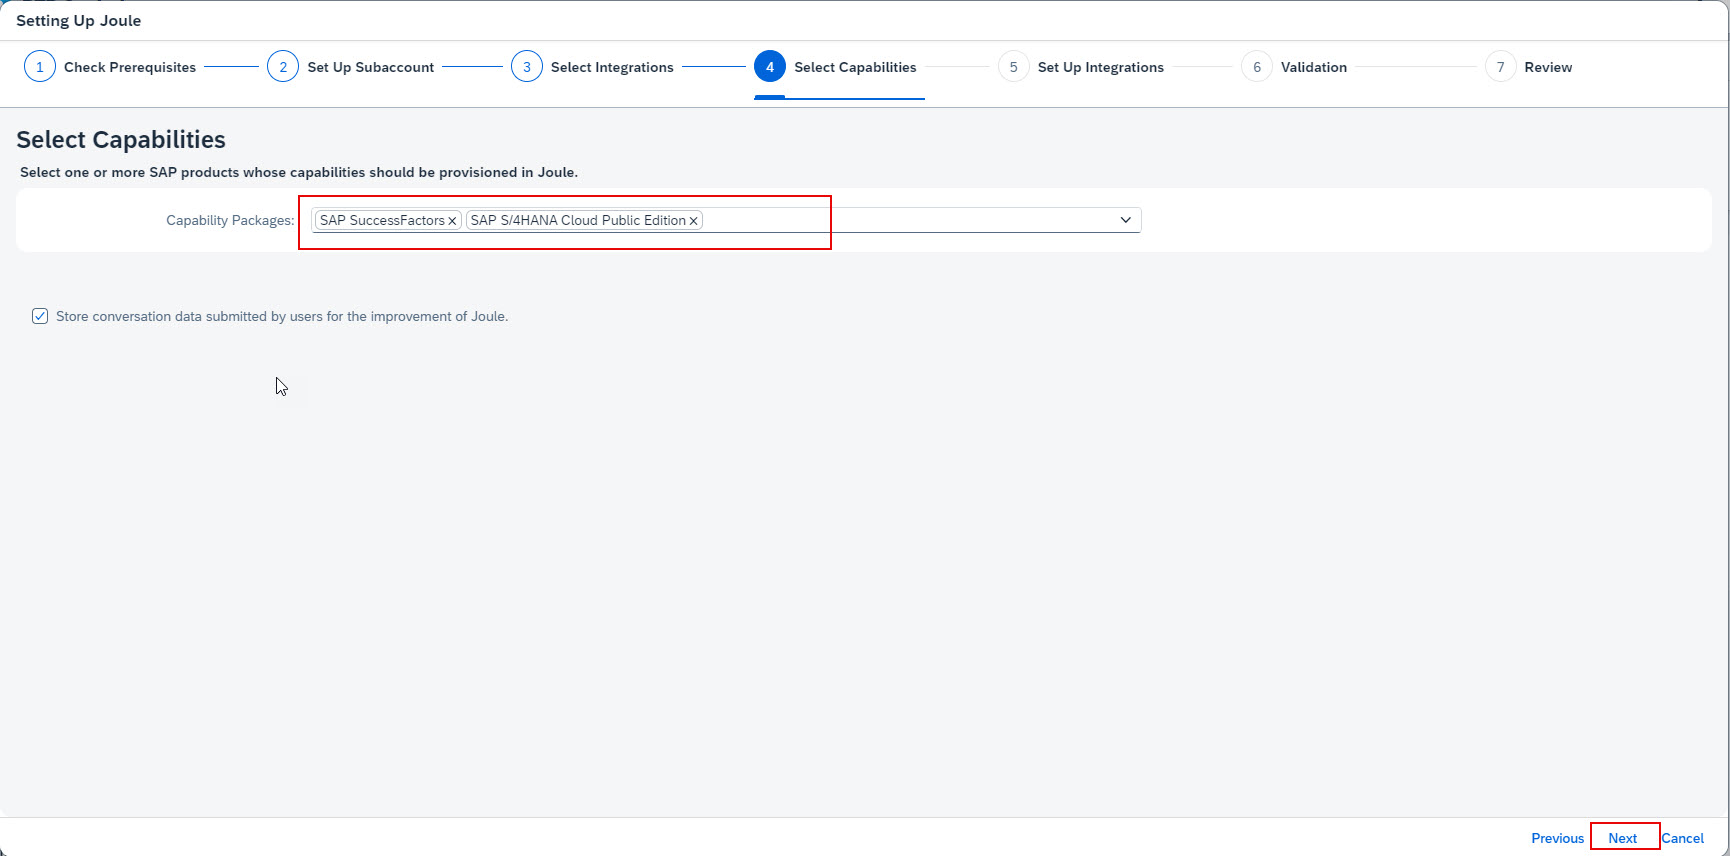 Setting Up Joule
1 Check Prerequisites 2 Set Up Subaccount 3 Select Integrations 4 Select Capabilities 5 Set Up Integrations 6 Validation 7 Review
Select Capabilities
Select one or more SAP products whose capabilities should be provisioned in Joule.
Capability Packages: SAP SuccessFactors SAP S/4HANA Cloud Public Edition
Store conversation data submitted by users for the improvement of Joule.
Previous Next Cancel